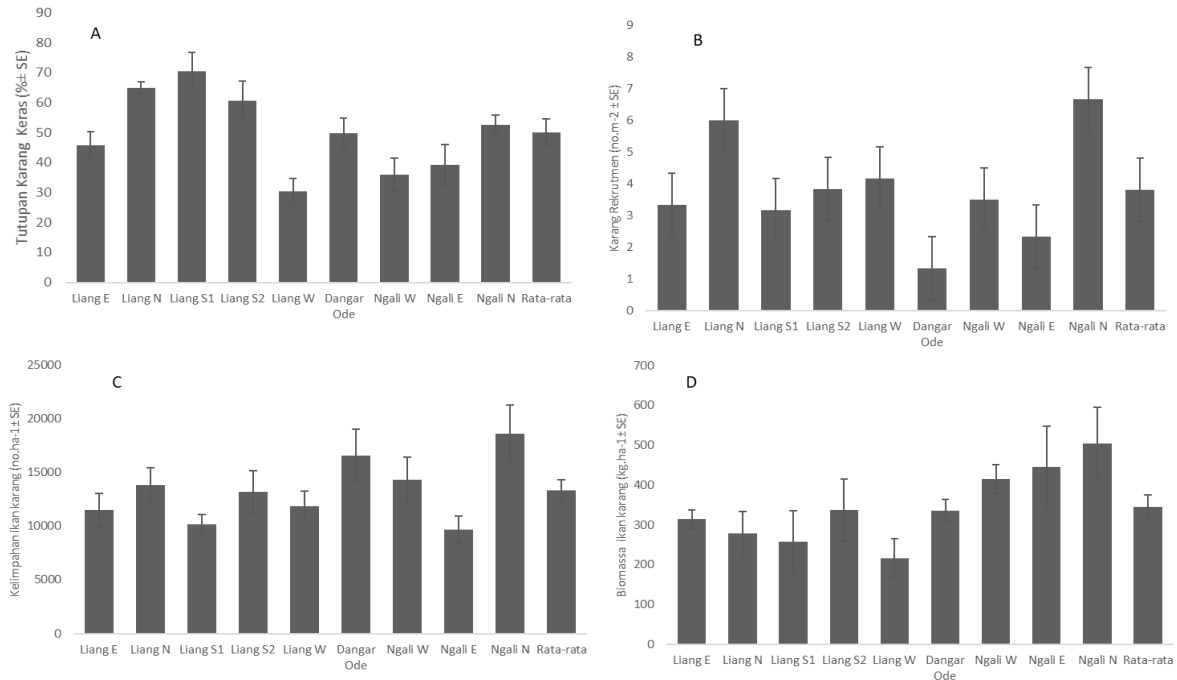 A
Tutupan Karang Keras (%± SE)
90
80
70
60
50
40
30
20
10
0
Liang E Liang N Liang S1 Liang S2 Liang W Dangar Ngali W Ngali E Ngali N Rata-rata
Ode
B
Karang Rekrutmen (no.m-2 ± SE)
9
8
7
6
5
4
3
2
1
0
Liang E Liang N Liang S1 Liang S2 Liang W Dangar Ngali W Ngali E Ngali N Rata-rata
Ode
C
Kelimpahan ikan karang (no.ha-1± SE)
25000
20000
15000
10000
5000
0
Liang E Liang N Liang S1 Liang S2 Liang W Dangar Ngali W Ngali E Ngali N Rata-rata
Ode
D
Biomassa ikan karang (kg.ha-1± SE)
700
600
500
400
300
200
100
0
Liang E Liang N Liang S1 Liang S2 Liang W Dangar Ngali W Ngali E Ngali N Rata-rata
Ode